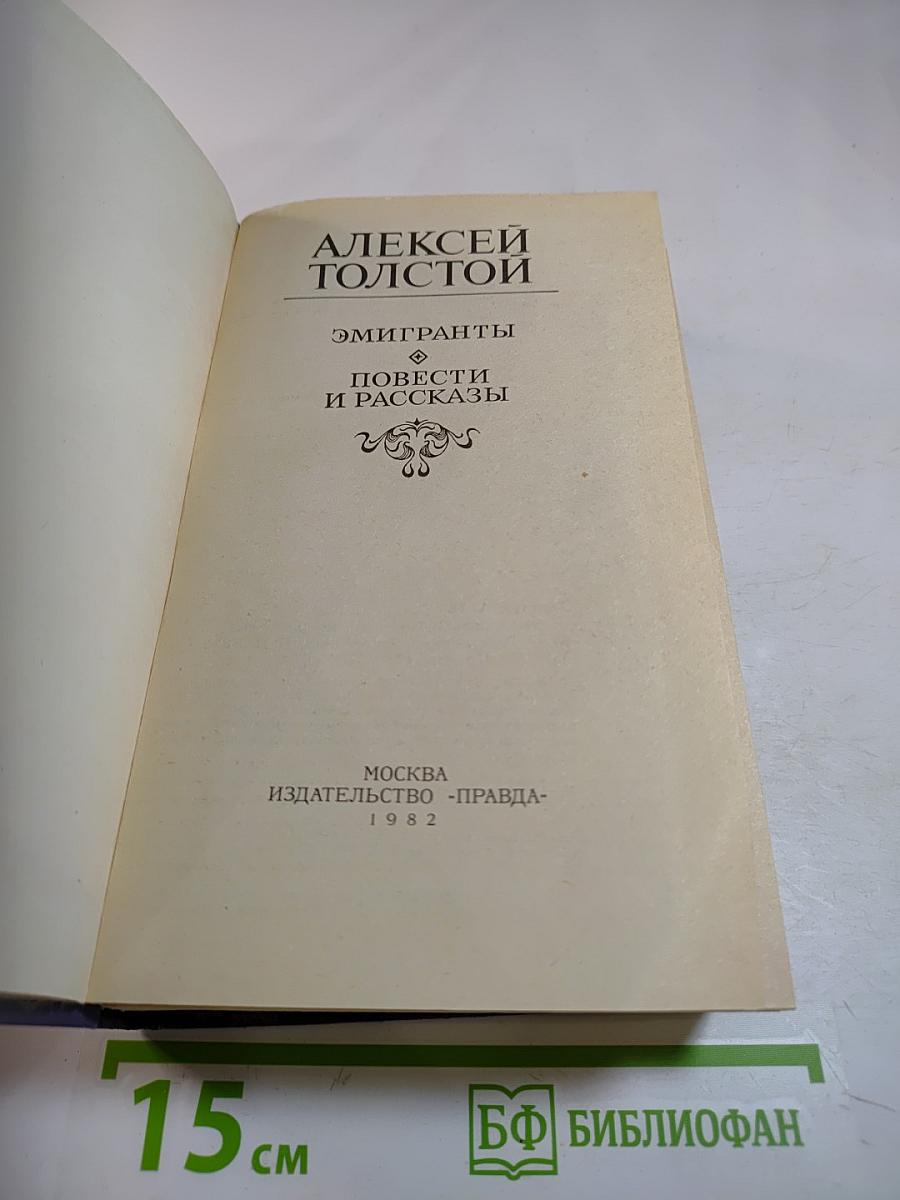 АЛЕКСЕЙ
ТОЛСТОЙ
ЭМИГРАНТЫ
ПОВЕСТИ
И РАССКАЗЫ
МОСКВА
ИЗДАТЕЛЬСТВО «ПРАВДА»
1982
15 см
БФ БИБЛИОФАН